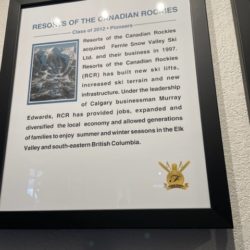 RESORTS OF THE CANADIAN ROCKIES
Class of 2012 • Pioneers
Resorts of the Canadian Rockies
acquired Fernie Snow Valley Ski
Ltd. and their business in 1997.
Resorts of the Canadian Rockies
(RCR) has built new ski lifts,
increased ski terrain and new
infrastructure. Under the leadership
of Calgary businessman Murray
Edwards, RCR has provided jobs, expanded and
diversified the local economy and allowed generations
of families to enjoy summer and winter seasons in the Elk
Valley and south-eastern British Columbia.